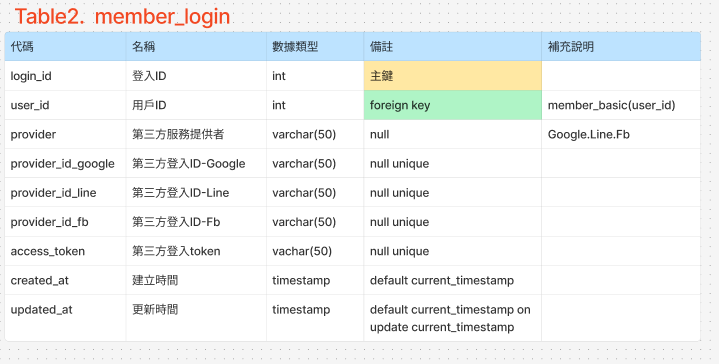 Table2. member_login
代碼 名稱 數據類型 備註 補充說明
login_id 登入ID int 主鍵
user_id 用戶ID int foreign key member_basic(user_id)
provider 第三方服務提供者 varchar(50) null Google.Line.Fb
provider_id_google 第三方登入ID-Google varchar(50) null unique
provider_id_line 第三方登入ID-Line varchar(50) null unique
provider_id_fb 第三方登入ID-Fb varchar(50) null unique
access_token 第三方登入token vachar(50) null unique
created_at 建立時間 timestamp default current_timestamp
updated_at 更新時間 timestamp default current_timestamp on
update current_timestamp